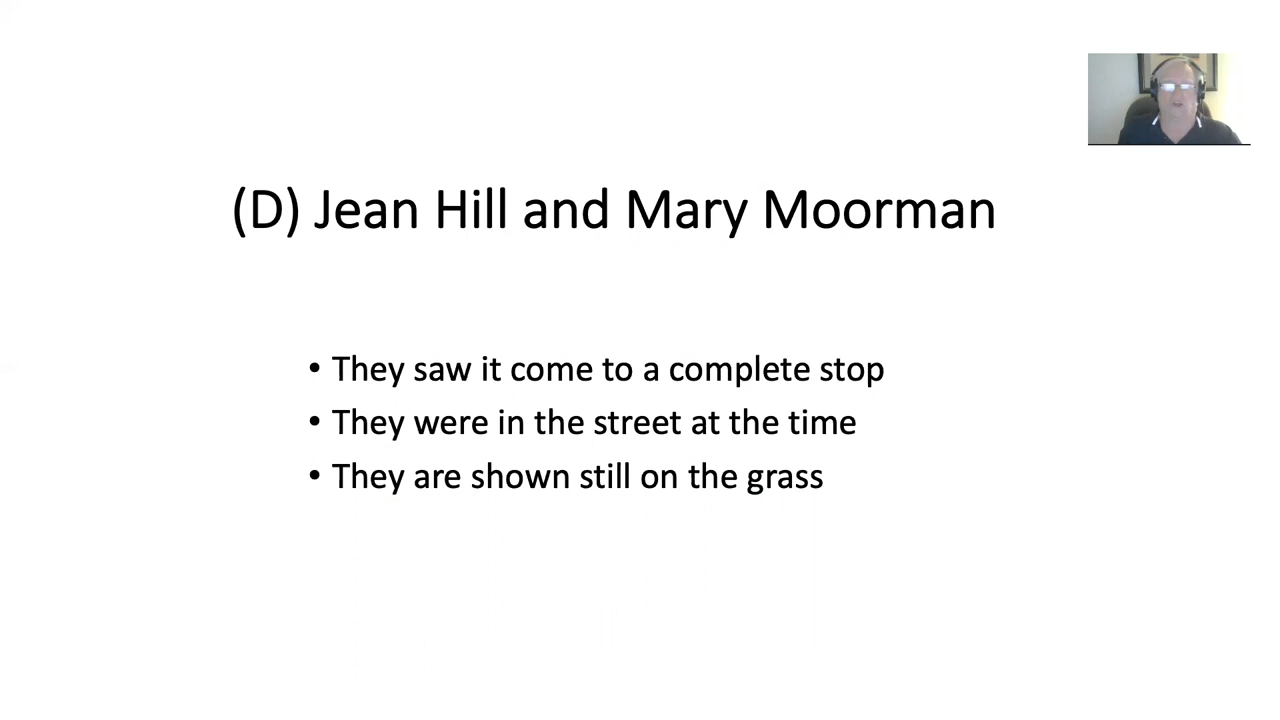 (D) Jean Hill and Mary Moorman
• They saw it come to a complete stop
• They were in the street at the time
• They are shown still on the grass